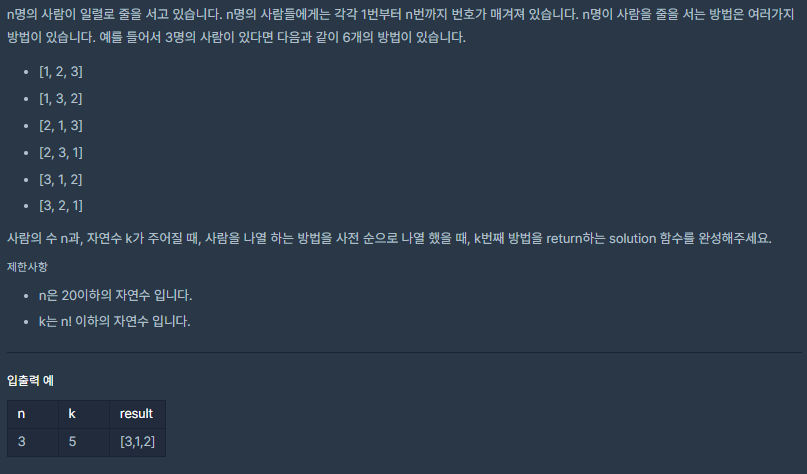 n명의 사람이 일렬로 줄을 서고 있습니다. n명의 사람들에게는 각각 1번부터 n번까지 번호가 매겨져 있습니다. n명이 사람을 줄을 서는 방법은 여러가지
방법이 있습니다. 예를 들어서 3명의 사람이 있다면 다음과 같이 6개의 방법이 있습니다.
• [1, 2, 3]
• [1, 3, 2]
• [2, 1, 3]
• [2, 3, 1]
• [3, 1, 2]
• [3, 2, 1]
사람의 수 n과, 자연수 k가 주어질 때, 사람을 나열 하는 방법을 사전 순으로 나열 했을 때, k번째 방법을 return하는 solution 함수를 완성해주세요.
제한사항
• n은 20이하의 자연수 입니다.
• k는 n! 이하의 자연수 입니다.
입출력 예
n k result
3 5 [3,1,2]